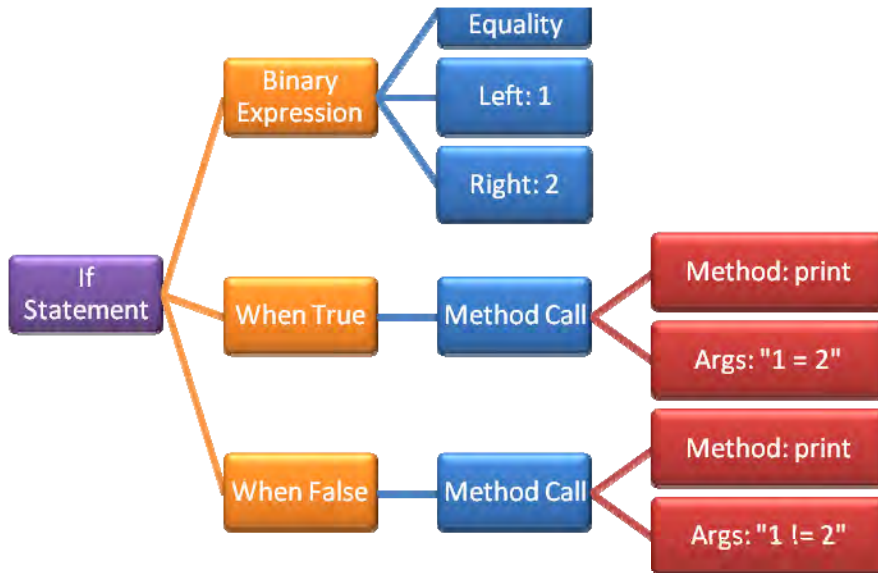 Equality
Binary
Expression
Left: 1
Right: 2
If
Statement
When True
Method Call
Method: print
Args: "1 = 2"
When False
Method Call
Method: print
Args: "1 != 2"